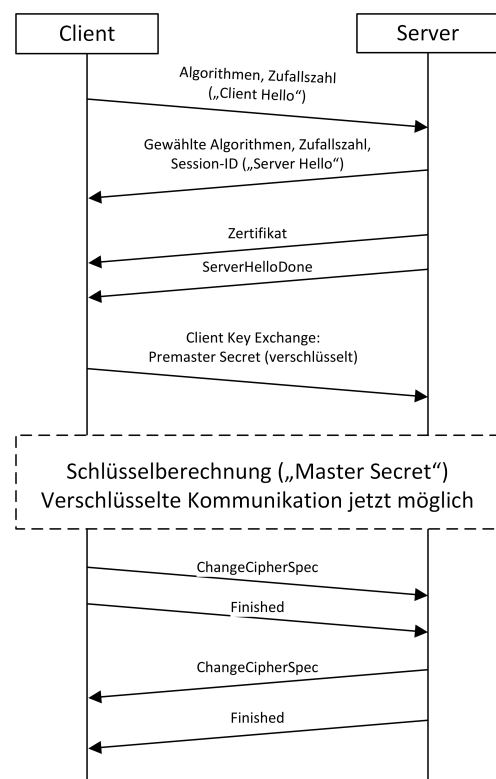 Client
Server
Algorithmen, Zufallszahl
(„Client Hello“)
Gewählte Algorithmen, Zufallszahl,
Session-ID („Server Hello“)
Zertifikat
ServerHelloDone
Client Key Exchange:
Premaster Secret (verschlüsselt)
Schlüsselberechnung („Master Secret“)
Verschlüsselte Kommunikation jetzt möglich
ChangeCipherSpec
Finished
ChangeCipherSpec
Finished